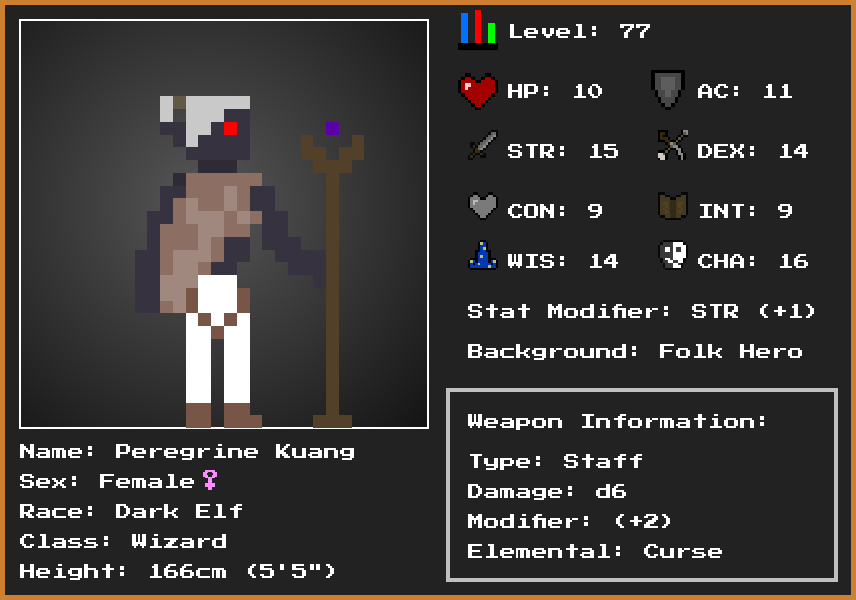 Level: 77
HP: 10
AC: 11
STR: 15
DEX: 14
CON: 9
INT: 9
WIS: 14
CHA: 16
Stat Modifier: STR (+1)
Background: Folk Hero
Weapon Information:
Type: Staff
Damage: d6
Modifier: (+2)
Elemental: Curse
Name: Peregrine Kuang
Sex: Female♀
Race: Dark Elf
Class: Wizard
Height: 166cm (5'5")